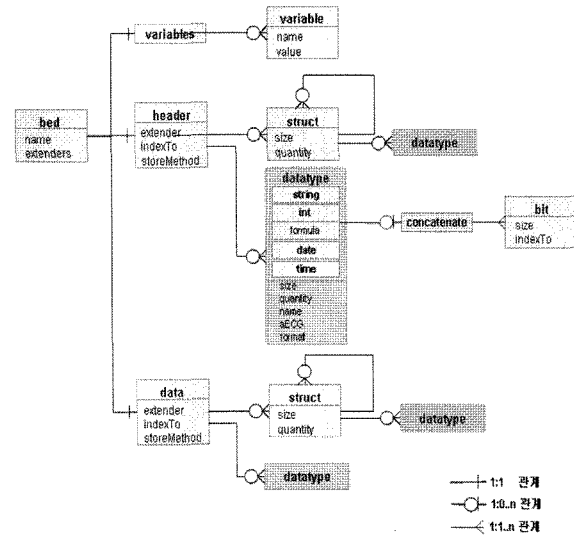 variables
variable
name
value
bed
name
extenders
header
extender
indexTo
storeMethod
struct
size
quantity
datatype
datatype
string
int
formula
date
time
size
quantity
name
aECG
format
concatenate
bit
size
indexTo
data
extender
indexTo
storeMethod
struct
size
quantity
datatype
datatype
1:1 관계
1:0..n 관계
1:1..n 관계